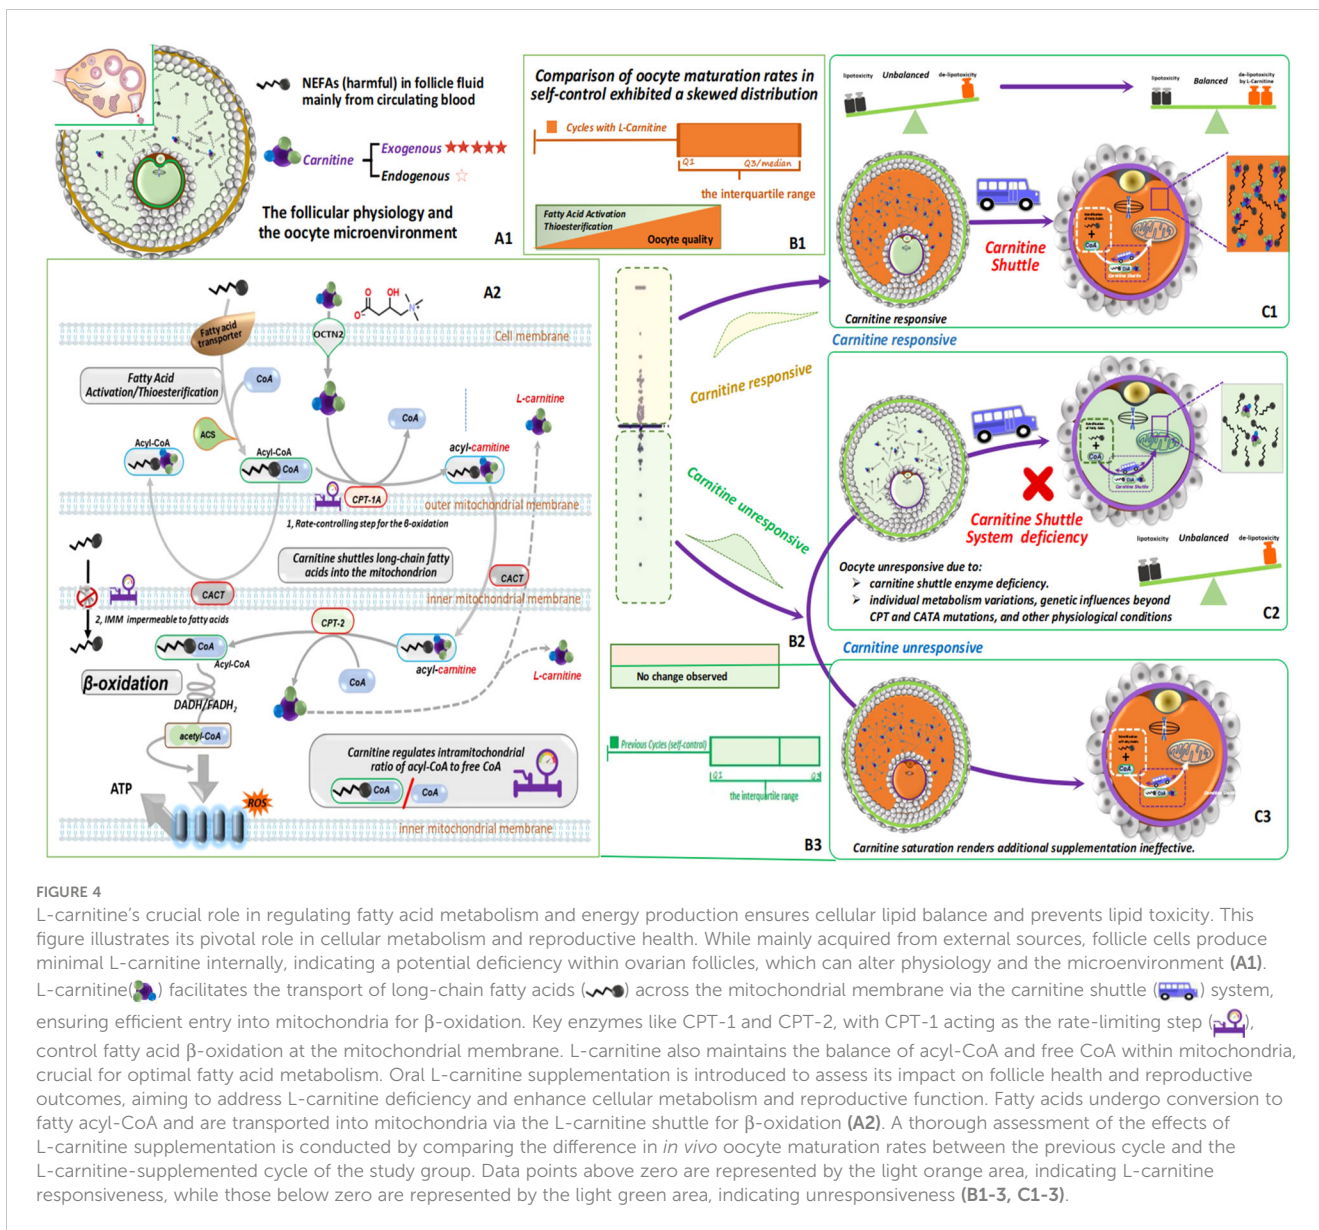 NEFAs (harmful) in follicle fluid
mainly from circulating blood
Carnitine
Exogenous
Endogenous
The follicular physiology and
the oocyte microenvironment
A1
Comparison of oocyte maturation rates in
self-control exhibited a skewed distribution
Cycles with L-Carnitine
Q1
Q3/median
the interquartile range
Fatty Acid Activation
Thioesterification
Oocyte quality
B1
lipotoxicity
Unbalanced
de-lipotoxicity
lipotoxicity
Balanced
de-lipotoxicity
by L-Carnitine
Carnitine
Shuttle
CoA
Carnitine Shuttle
Carnitine responsive
C1
Carnitine responsive
A2
OCTN2
Cell membrane
Fatty acid
transporter
Fatty Acid
Activation/Thioesterification
CoA
CoA
L-carnitine
ACS
Acyl-CoA
Acyl-CoA
CoA
acyl-carnitine
CPT-1A
outer mitochondrial membrane
1, Rate-controlling step for the β-oxidation
Carnitine shuttles long-chain fatty
acids into the mitochondrion
CACT
CACT
inner mitochondrial membrane
2, IMM impermeable to fatty acids
CPT-2
CoA
Acyl-CoA
CoA
acyl-carnitine
L-carnitine
β-oxidation
DADH/FADH2
acetyl-CoA
Carnitine regulates intramitochondrial
ratio of acyl-CoA to free CoA
CoA
CoA
ATP
ROS
inner mitochondrial membrane
Carnitine responsive
Carnitine unresponsive
B2
No change observed
Previous Cycles (self-control)
Q1
Q3
the interquartile range
B3
Carnitine Shuttle
System deficiency
CoA
Carnitine Shuttle
lipotoxicity
Unbalanced
de-lipotoxicity
Oocyte unresponsive due to:
➢ carnitine shuttle enzyme deficiency.
➢ individual metabolism variations, genetic influences beyond
CPT and CATA mutations, and other physiological conditions
C2
Carnitine unresponsive
CoA
C3
Carnitine saturation renders additional supplementation ineffective.
FIGURE 4
L-carnitine's crucial role in regulating fatty acid metabolism and energy production ensures cellular lipid balance and prevents lipid toxicity. This
figure illustrates its pivotal role in cellular metabolism and reproductive health. While mainly acquired from external sources, follicle cells produce
minimal L-carnitine internally, indicating a potential deficiency within ovarian follicles, which can alter physiology and the microenvironment (A1).
L-carnitine( ) facilitates the transport of long-chain fatty acids ( ) across the mitochondrial membrane via the carnitine shuttle ( ) system,
ensuring efficient entry into mitochondria for β-oxidation. Key enzymes like CPT-1 and CPT-2, with CPT-1 acting as the rate-limiting step ( ),
control fatty acid β-oxidation at the mitochondrial membrane. L-carnitine also maintains the balance of acyl-CoA and free CoA within mitochondria,
crucial for optimal fatty acid metabolism. Oral L-carnitine supplementation is introduced to assess its impact on follicle health and reproductive
outcomes, aiming to address L-carnitine deficiency and enhance cellular metabolism and reproductive function. Fatty acids undergo conversion to
fatty acyl-CoA and are transported into mitochondria via the L-carnitine shuttle for β-oxidation (A2). A thorough assessment of the effects of
L-carnitine supplementation is conducted by comparing the difference in in vivo oocyte maturation rates between the previous cycle and the
L-carnitine-supplemented cycle of the study group. Data points above zero are represented by the light orange area, indicating L-carnitine
responsiveness, while those below zero are represented by the light green area, indicating unresponsiveness (B1-3, C1-3).